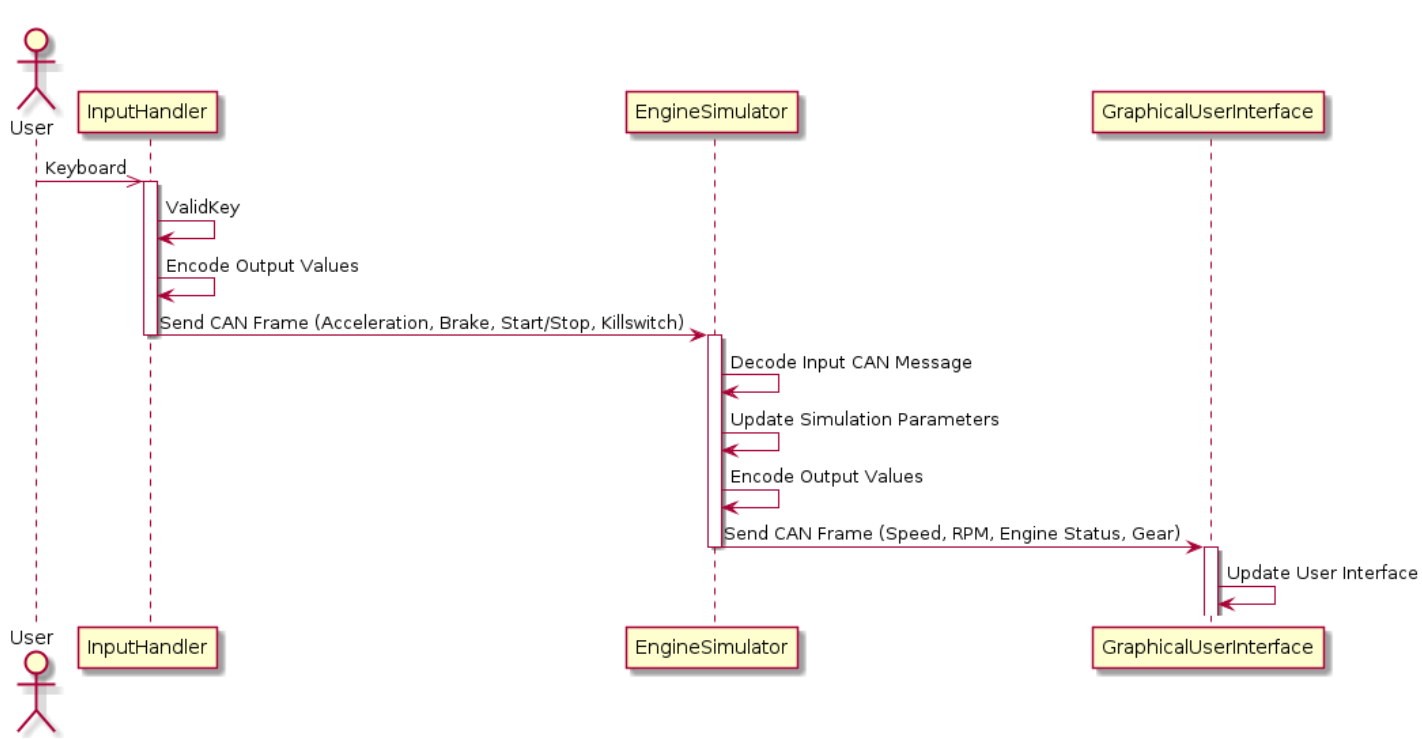 User
InputHandler
EngineSimulator
GraphicalUserInterface
Keyboard
ValidKey
Encode Output Values
Send CAN Frame (Acceleration, Brake, Start/Stop, Killswitch)
Decode Input CAN Message
Update Simulation Parameters
Encode Output Values
Send CAN Frame (Speed, RPM, Engine Status, Gear)
Update User Interface
User
InputHandler
EngineSimulator
GraphicalUserInterface